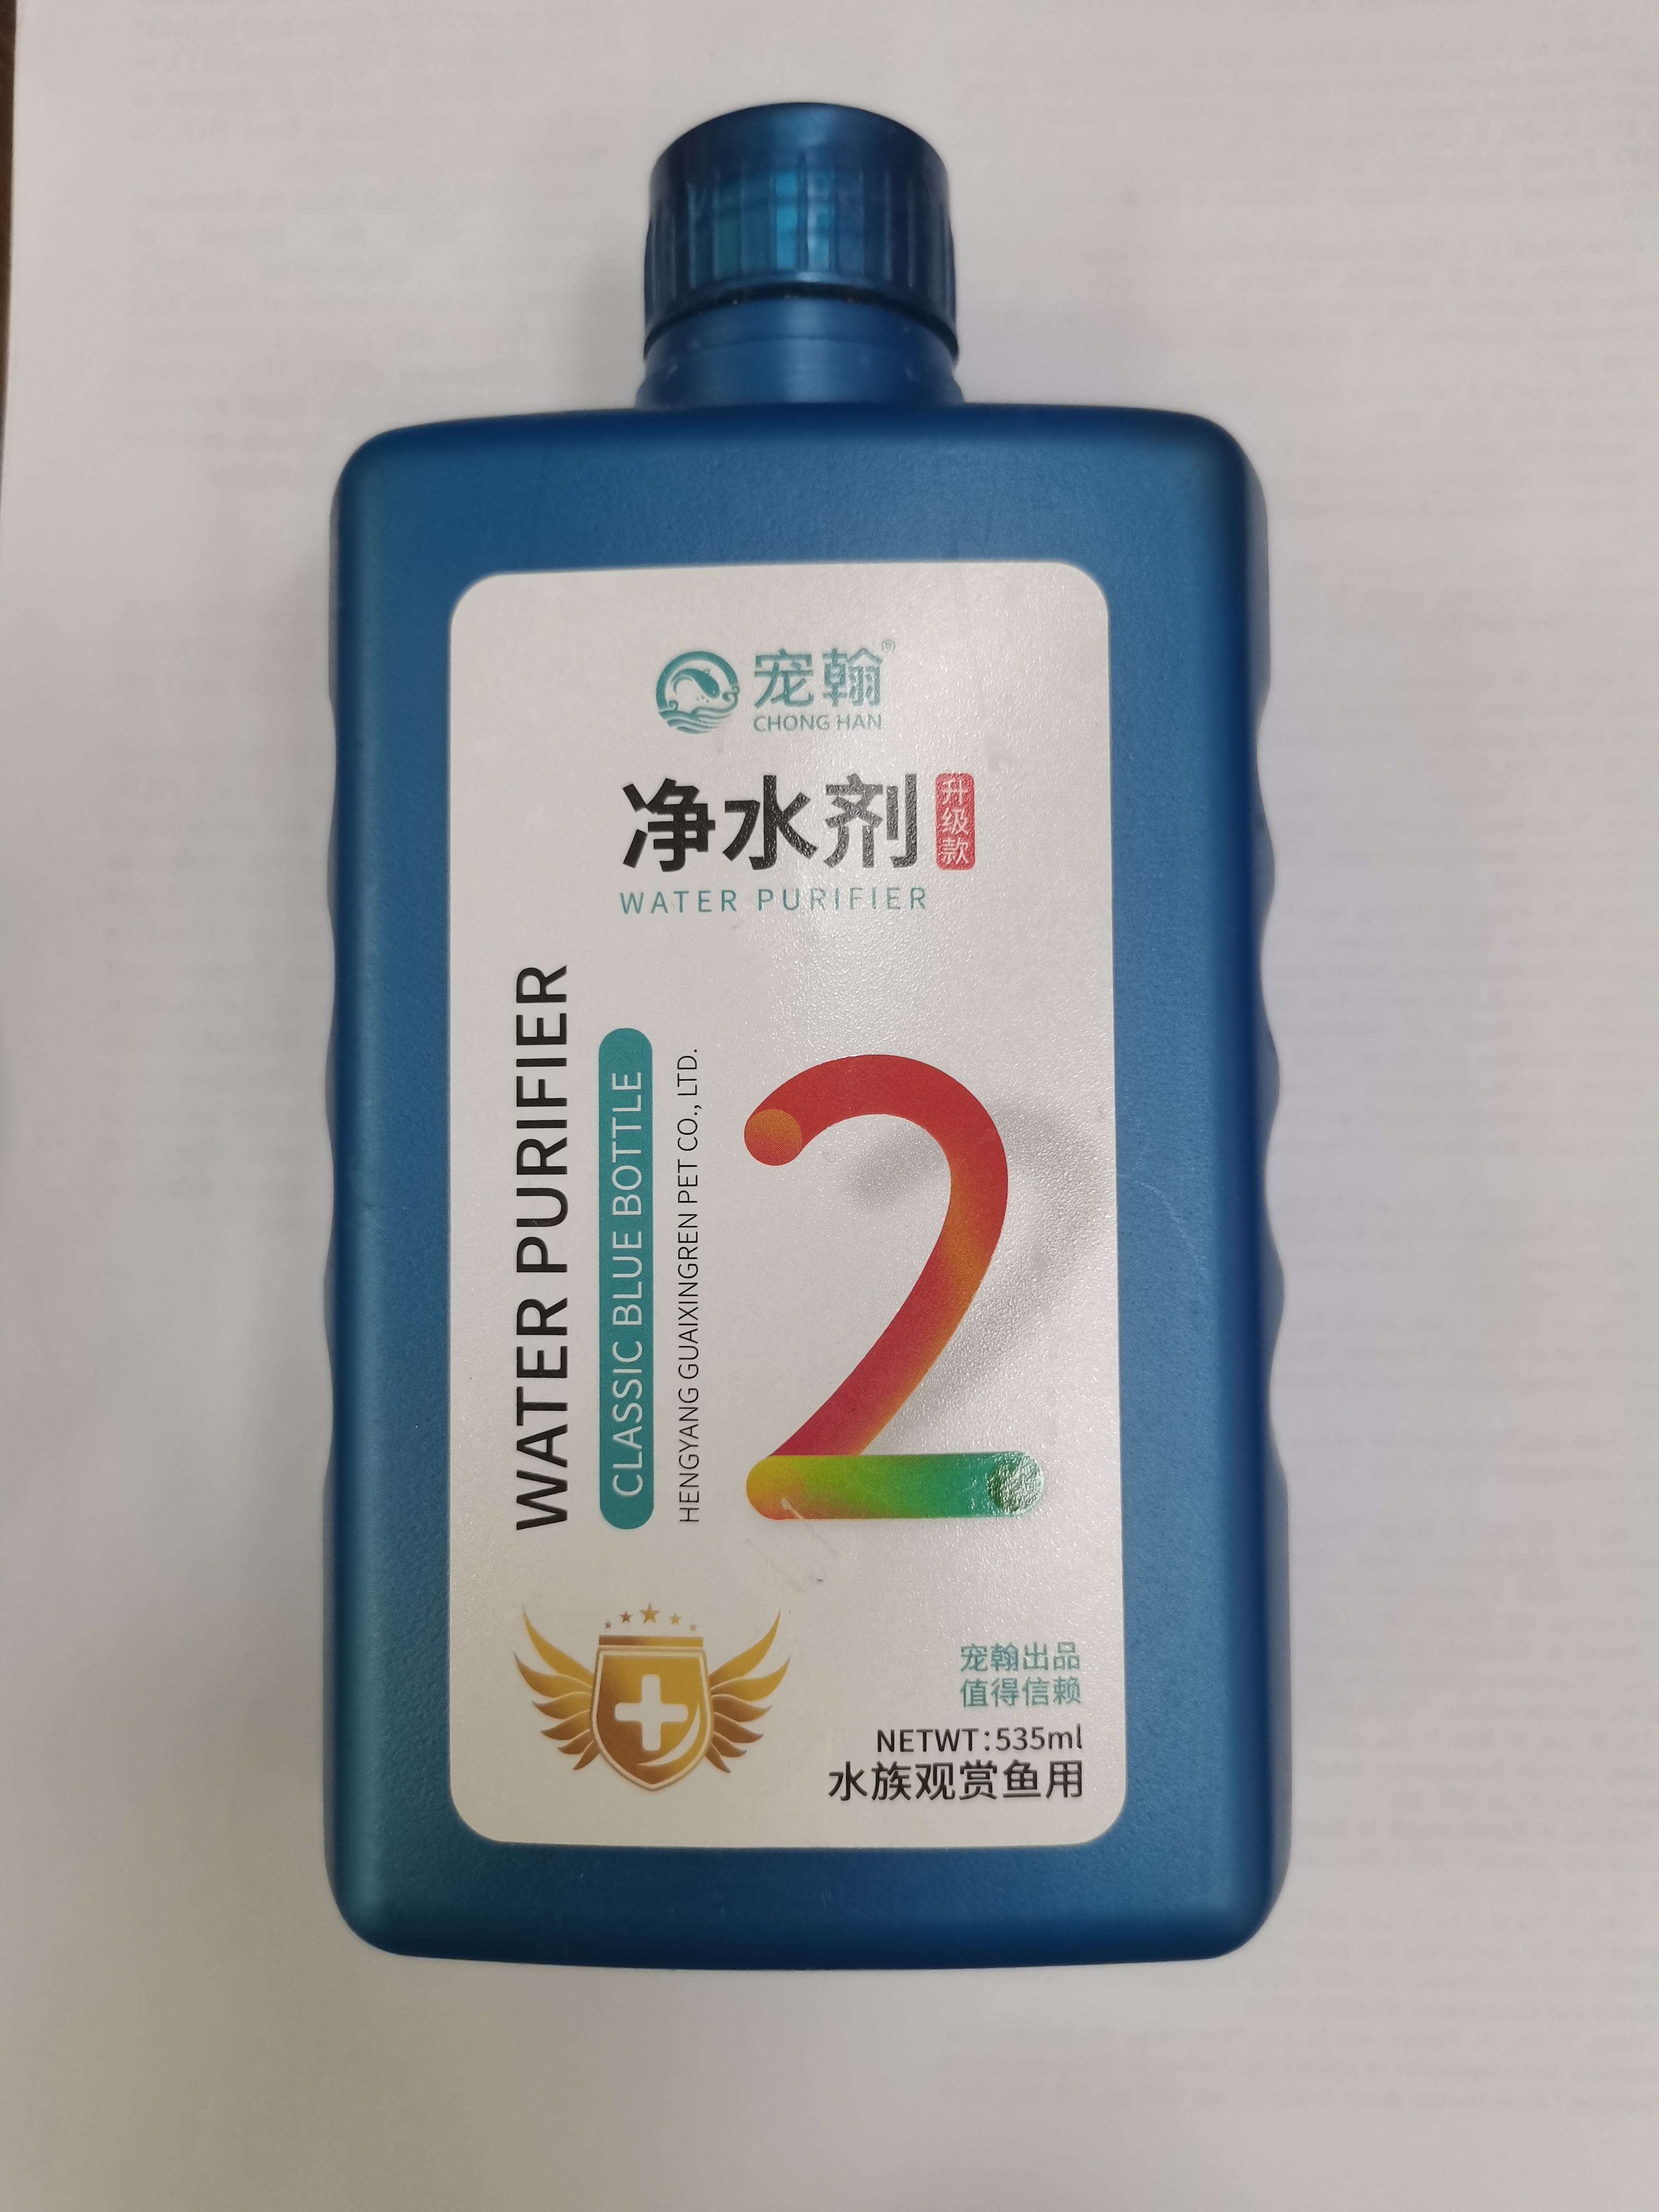 宠翰®
CHONG HAN
净水剂
升级款
WATER PURIFIER
WATER PURIFIER
CLASSIC BLUE BOTTLE
HENGYANG GUAIXINGREN PET CO., LTD.
2
宠翰出品
值得信赖
NETWT:535ml
水族观赏鱼用